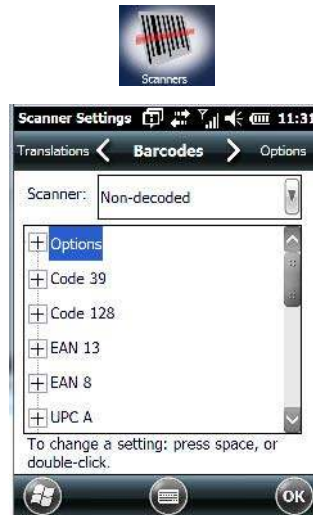 Scanners
Scanner Settings 11:31
Translations Barcodes Options
Scanner: Non-decoded
Options
Code 39
Code 128
EAN 13
EAN 8
UPC A
To change a setting: press space, or
double-click.
OK